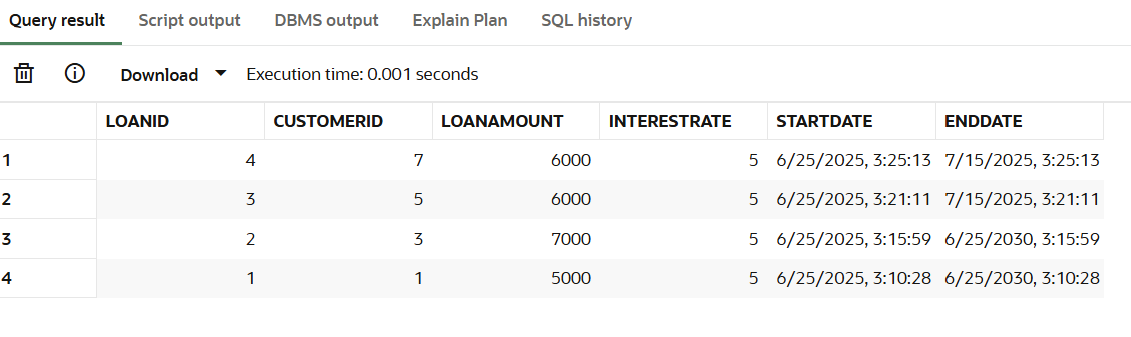 Query result Script output DBMS output Explain Plan SQL history
Download Execution time: 0.001 seconds
LOANID CUSTOMERID LOANAMOUNT INTERESTRATE STARTDATE ENDDATE
1 4 7 6000 5 6/25/2025, 3:25:13 7/15/2025, 3:25:13
2 3 5 6000 5 6/25/2025, 3:21:11 7/15/2025, 3:21:11
3 2 3 7000 5 6/25/2025, 3:15:59 6/25/2030, 3:15:59
4 1 1 5000 5 6/25/2025, 3:10:28 6/25/2030, 3:10:28